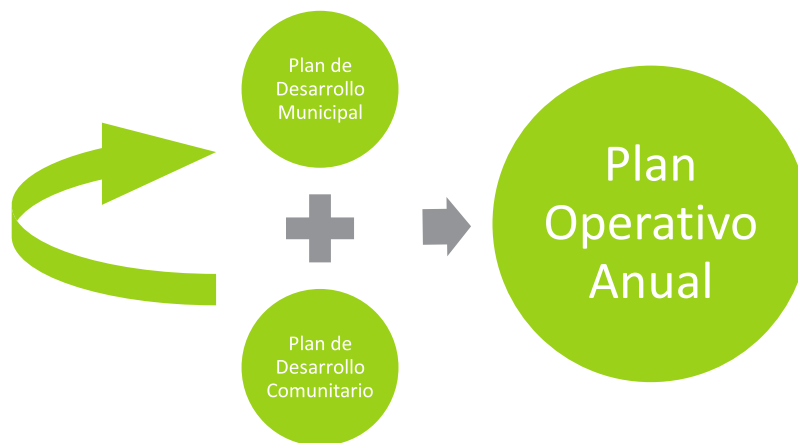 Plan de
Desarrollo
Municipal
Plan de
Desarrollo
Comunitario
Plan
Operativo
Anual